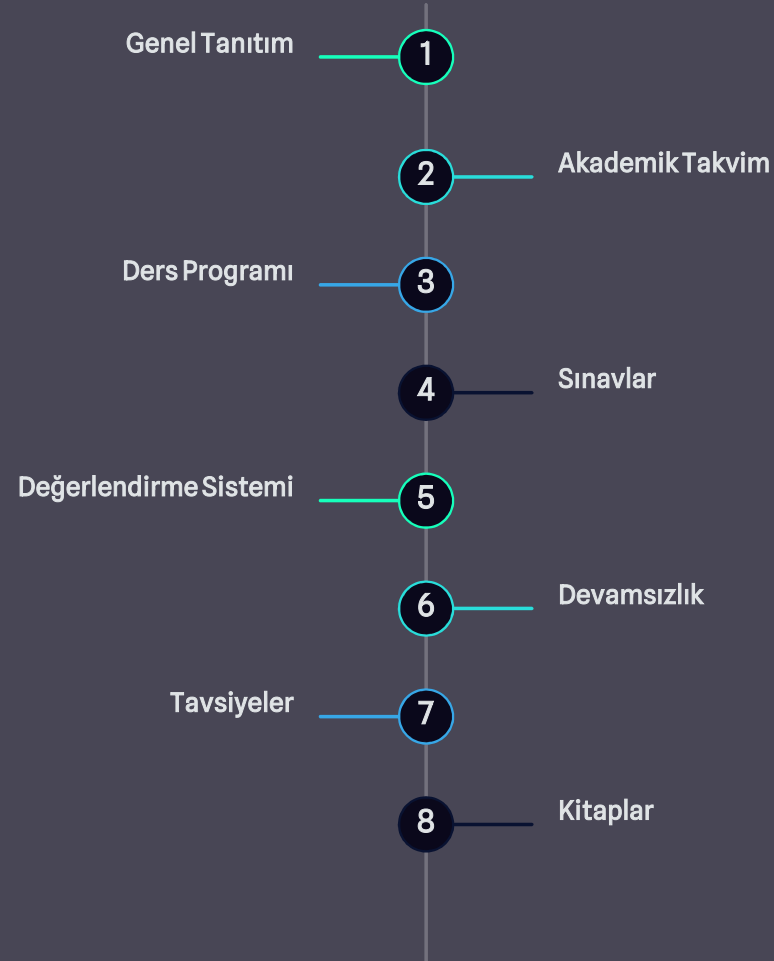 Genel Tanıtım
1
2
Akademik Takvim
Ders Programı
3
4
Sınavlar
Değerlendirme Sistemi
5
6
Devamsızlık
Tavsiyeler
7
8
Kitaplar